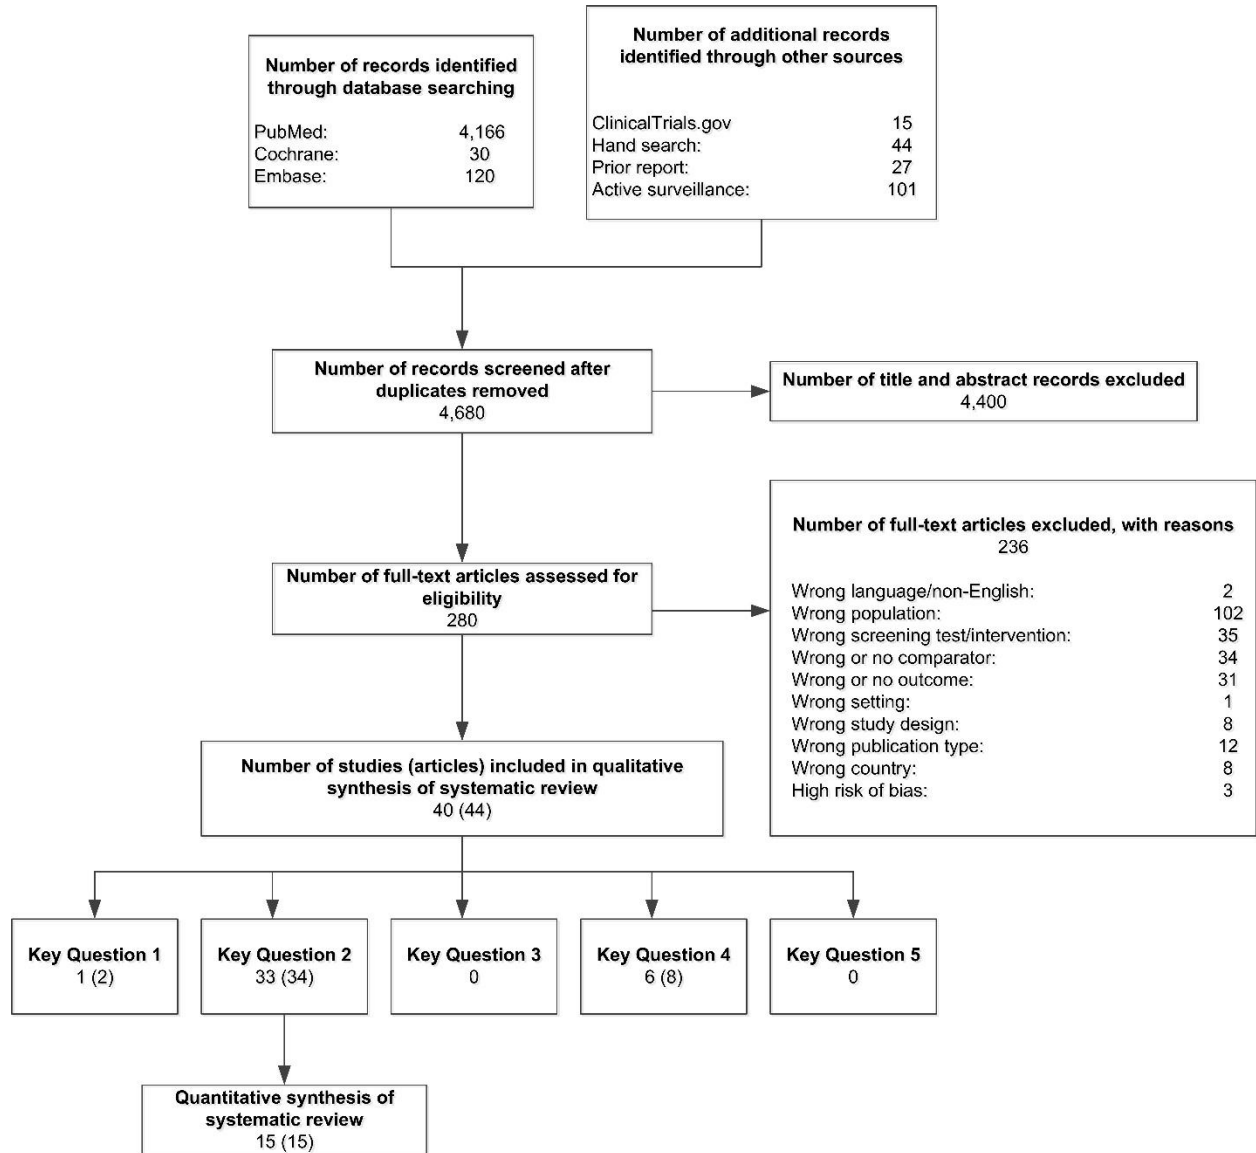 Number of records identified
through database searching
PubMed: 4,166
Cochrane: 30
Embase: 120
Number of additional records
identified through other sources
ClinicalTrials.gov 15
Hand search: 44
Prior report: 27
Active surveillance: 101
Number of records screened after
duplicates removed
4,680
Number of title and abstract records excluded
4,400
Number of full-text articles assessed for
eligibility
280
Number of full-text articles excluded, with reasons
236
Wrong language/non-English: 2
Wrong population: 102
Wrong screening test/intervention: 35
Wrong or no comparator: 34
Wrong or no outcome: 31
Wrong setting: 1
Wrong study design: 8
Wrong publication type: 12
Wrong country: 8
High risk of bias: 3
Number of studies (articles) included in qualitative
synthesis of systematic review
40 (44)
Key Question 1
1 (2)
Key Question 2
33 (34)
Key Question 3
0
Key Question 4
6 (8)
Key Question 5
0
Quantitative synthesis of
systematic review
15 (15)